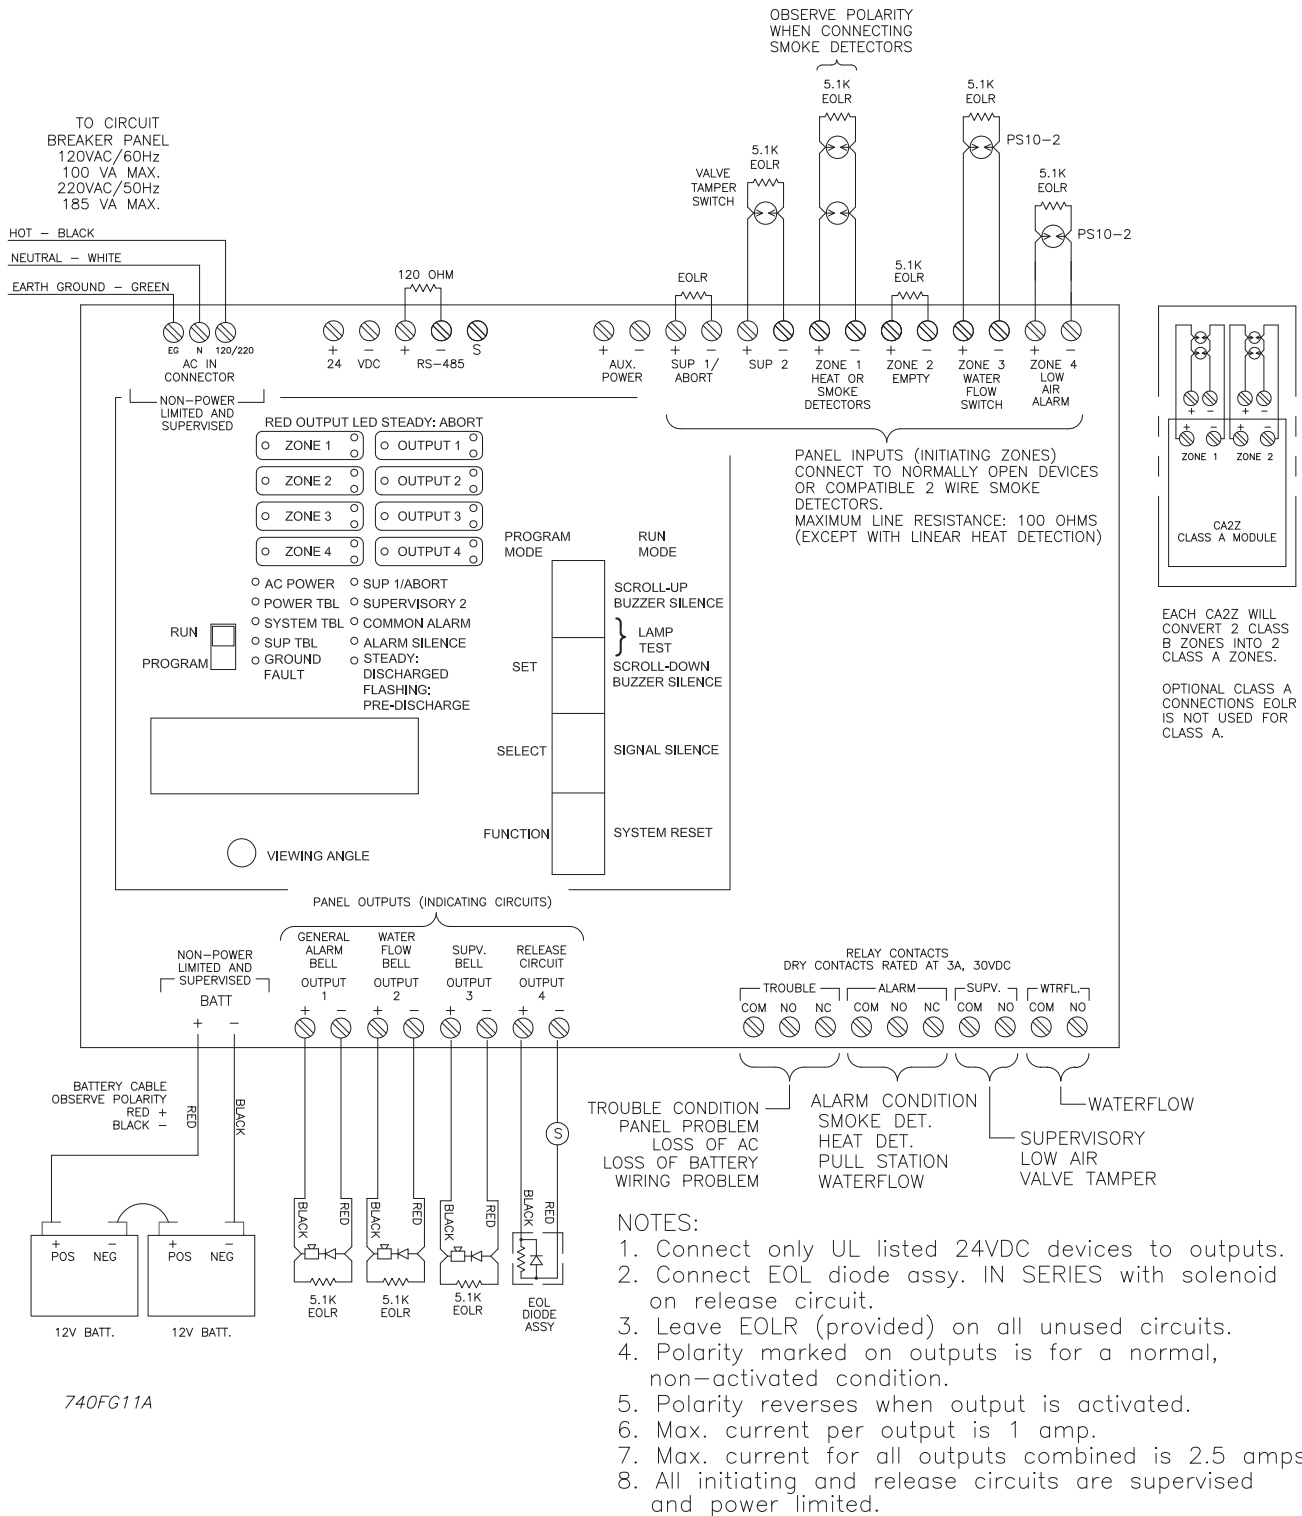 OBSERVE POLARITY
WHEN CONNECTING
SMOKE DETECTORS
TO CIRCUIT
BREAKER PANEL
120VAC/60Hz
100 VA MAX.
220VAC/50Hz
185 VA MAX.
HOT – BLACK
NEUTRAL – WHITE
EARTH GROUND – GREEN
120 OHM
EOLR
VALVE
TAMPER
SWITCH
5.1K
EOLR
5.1K
EOLR
5.1K
EOLR
5.1K
EOLR
PS10-2
5.1K
EOLR
PS10-2
EG N 120/220
AC IN
CONNECTOR
+ –
24 VDC
+ – S
RS-485
+ –
AUX.
POWER
+ –
SUP 1/
ABORT
+ –
SUP 2
+ –
ZONE 1
HEAT OR
SMOKE
DETECTORS
+ –
ZONE 2
EMPTY
+ –
ZONE 3
WATER
FLOW
SWITCH
+ –
ZONE 4
LOW
AIR
ALARM
NON-POWER
LIMITED AND
SUPERVISED
RED OUTPUT LED STEADY: ABORT
ZONE 1 OUTPUT 1
ZONE 2 OUTPUT 2
ZONE 3 OUTPUT 3
ZONE 4 OUTPUT 4
AC POWER SUP 1/ABORT
POWER TBL SUPERVISORY 2
SYSTEM TBL COMMON ALARM
SUP TBL ALARM SILENCE
GROUND
FAULT
STEADY:
DISCHARGED
FLASHING:
PRE-DISCHARGE
RUN
PROGRAM
PROGRAM
MODE
RUN
MODE
SCROLL-UP
BUZZER SILENCE
LAMP
TEST
SET
SCROLL-DOWN
BUZZER SILENCE
SELECT
SIGNAL SILENCE
FUNCTION
SYSTEM RESET
VIEWING ANGLE
PANEL INPUTS (INITIATING ZONES)
CONNECT TO NORMALLY OPEN DEVICES
OR COMPATIBLE 2 WIRE SMOKE
DETECTORS.
MAXIMUM LINE RESISTANCE: 100 OHMS
(EXCEPT WITH LINEAR HEAT DETECTION)
+ – + –
ZONE 1 ZONE 2
CA2Z
CLASS A MODULE
EACH CA2Z WILL
CONVERT 2 CLASS
B ZONES INTO 2
CLASS A ZONES.
OPTIONAL CLASS A
CONNECTIONS EOLR
IS NOT USED FOR
CLASS A.
PANEL OUTPUTS (INDICATING CIRCUITS)
NON-POWER
LIMITED AND
SUPERVISED
BATT
+ –
GENERAL
ALARM
BELL
OUTPUT
1
+ –
WATER
FLOW
BELL
OUTPUT
2
+ –
SUPV.
BELL
OUTPUT
3
+ –
RELEASE
CIRCUIT
OUTPUT
4
+ –
RELAY CONTACTS
DRY CONTACTS RATED AT 3A, 30VDC
TROUBLE ALARM SUPV. WTRFL.
COM NO NC COM NO NC COM NO COM NO
BATTERY CABLE
OBSERVE POLARITY
RED +
BLACK –
RED
BLACK
+ –
POS NEG
+ –
POS NEG
12V BATT.
12V BATT.
BLACK
RED
5.1K
EOLR
BLACK
RED
5.1K
EOLR
BLACK
RED
5.1K
EOLR
S
BLACK
RED
EOL
DIODE
ASSY
TROUBLE CONDITION
PANEL PROBLEM
LOSS OF AC
LOSS OF BATTERY
WIRING PROBLEM
ALARM CONDITION
SMOKE DET.
HEAT DET.
PULL STATION
WATERFLOW
SUPERVISORY
LOW AIR
VALVE TAMPER
WATERFLOW
NOTES:
1. Connect only UL listed 24VDC devices to outputs.
2. Connect EOL diode assy. IN SERIES with solenoid
on release circuit.
3. Leave EOLR (provided) on all unused circuits.
4. Polarity marked on outputs is for a normal,
non-activated condition.
5. Polarity reverses when output is activated.
6. Max. current per output is 1 amp.
7. Max. current for all outputs combined is 2.5 amps
8. All initiating and release circuits are supervised
and power limited.
740FG11A